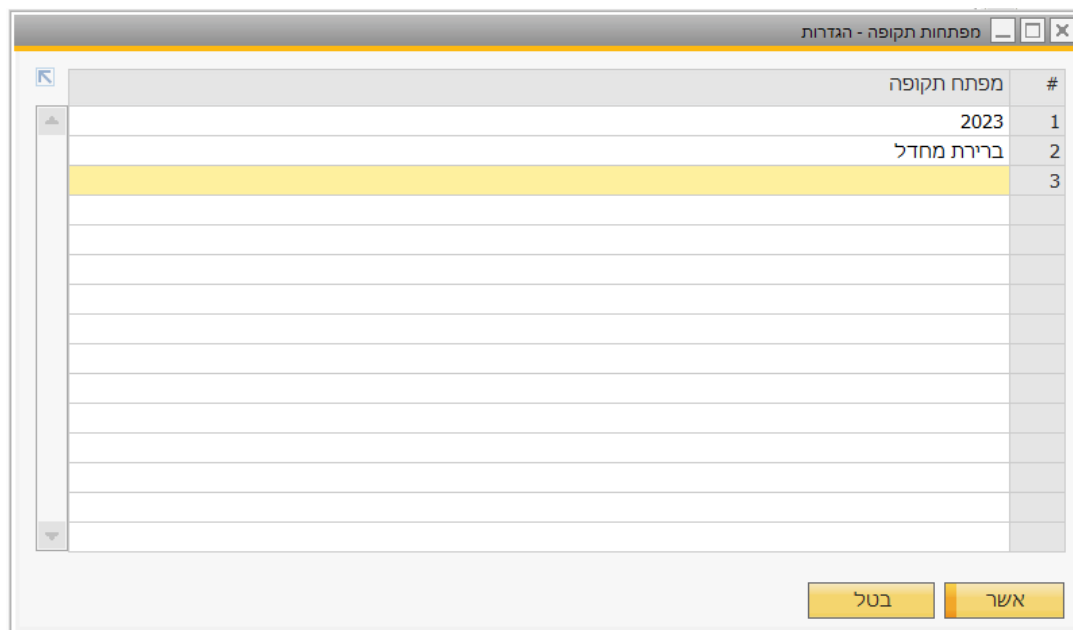 מפתחות תקופה - הגדרות
# מפתח תקופה
1 2023
2 ברירת מחדל
3
אשר בטל